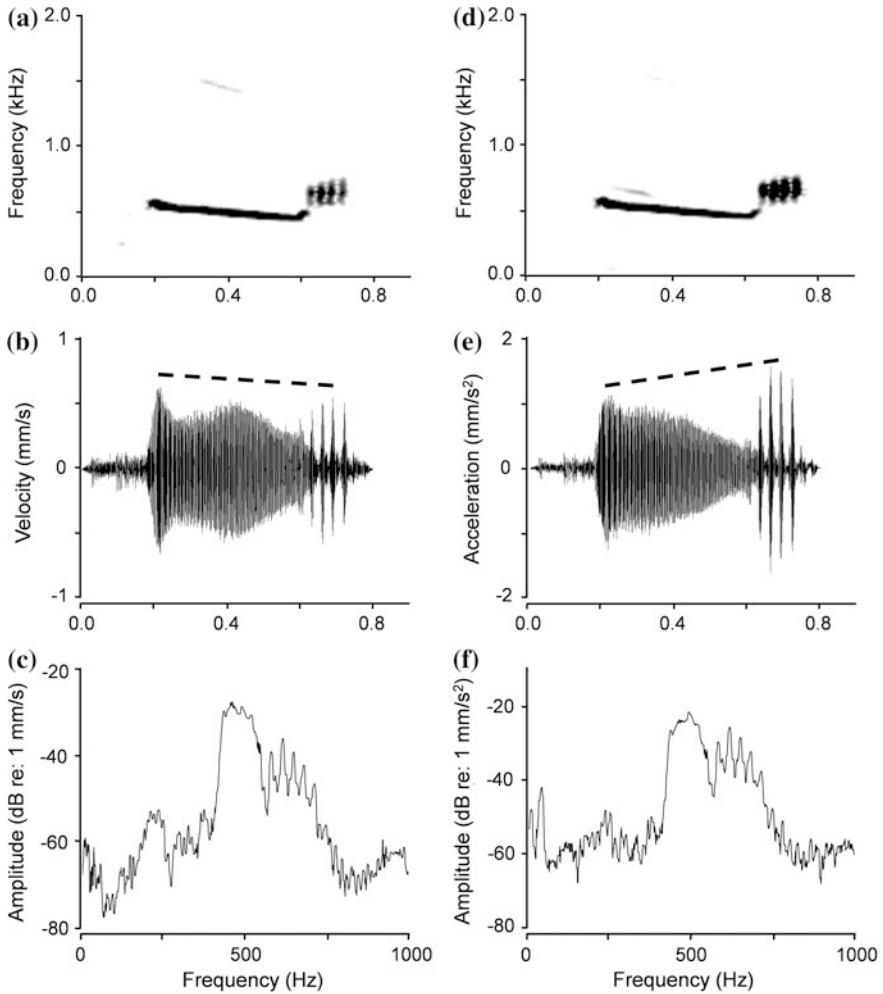 (a)
2.0
Frequency (kHz)
1.0
0.0
0.0 0.4 0.8
(d)
2.0
Frequency (kHz)
1.0
0.0
0.0 0.4 0.8
(b)
1
Velocity (mm/s)
0
-1
0.0 0.4 0.8
(e)
2
Acceleration (mm/s²)
0
-2
0.0 0.4 0.8
(c)
-20
Amplitude (dB re: 1 mm/s)
-40
-60
-80
0 500 1000
Frequency (Hz)
(f)
Amplitude (dB re: 1 mm/s²)
-20
-40
-60
-80
0 500 1000
Frequency (Hz)